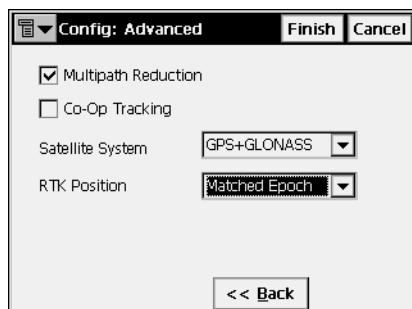 Config: Advanced Finish Cancel
Multipath Reduction
Co-Op Tracking
Satellite System GPS+GLONASS
RTK Position Matched Epoch
<< Back